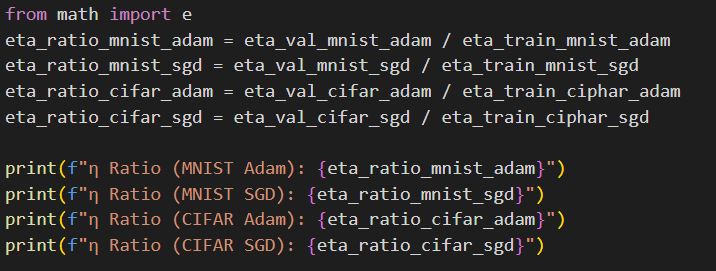 from math import e
eta_ratio_mnist_adam = eta_val_mnist_adam / eta_train_mnist_adam
eta_ratio_mnist_sgd = eta_val_mnist_sgd / eta_train_mnist_sgd
eta_ratio_cifar_adam = eta_val_cifar_adam / eta_train_ciphar_adam
eta_ratio_cifar_sgd = eta_val_cifar_sgd / eta_train_ciphar_sgd
print(f"η Ratio (MNIST Adam): {eta_ratio_mnist_adam}")
print(f"η Ratio (MNIST SGD): {eta_ratio_mnist_sgd}")
print(f"η Ratio (CIFAR Adam): {eta_ratio_cifar_adam}")
print(f"η Ratio (CIFAR SGD): {eta_ratio_cifar_sgd}")